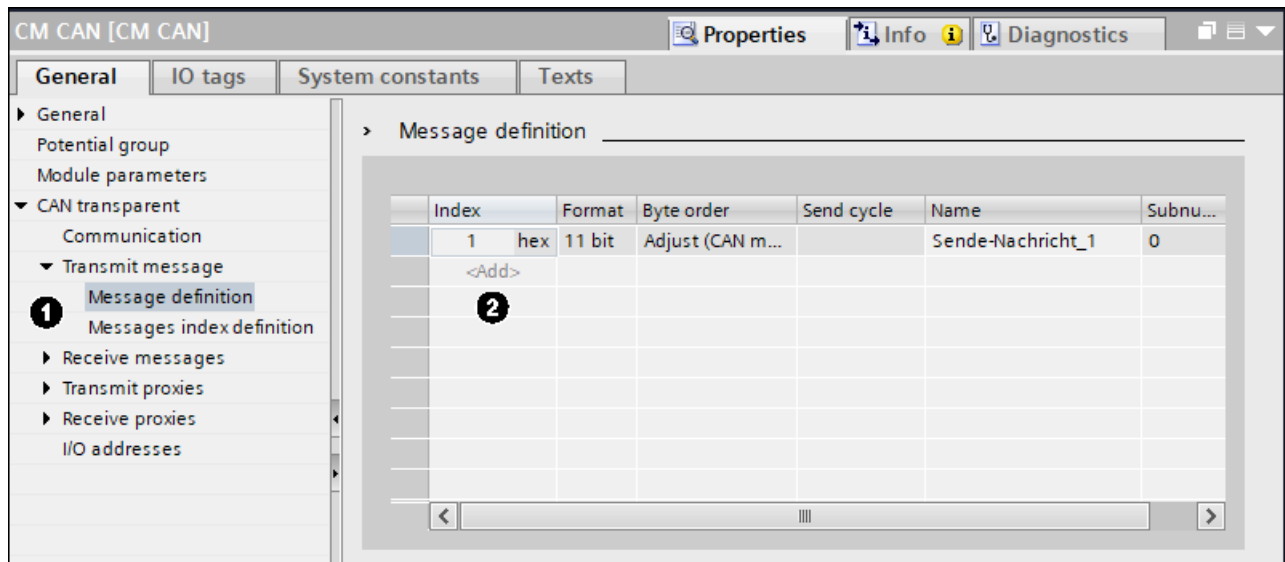 CM CAN [CM CAN]
Properties
Info
Diagnostics
General
IO tags
System constants
Texts
General
Potential group
Module parameters
CAN transparent
Communication
Transmit message
Message definition
Messages index definition
Receive messages
Transmit proxies
Receive proxies
I/O addresses
1
Message definition
Index Format Byte order Send cycle Name Subnu...
1 hex 11 bit Adjust (CAN m... Sende-Nachricht_1 0
<Add>
2